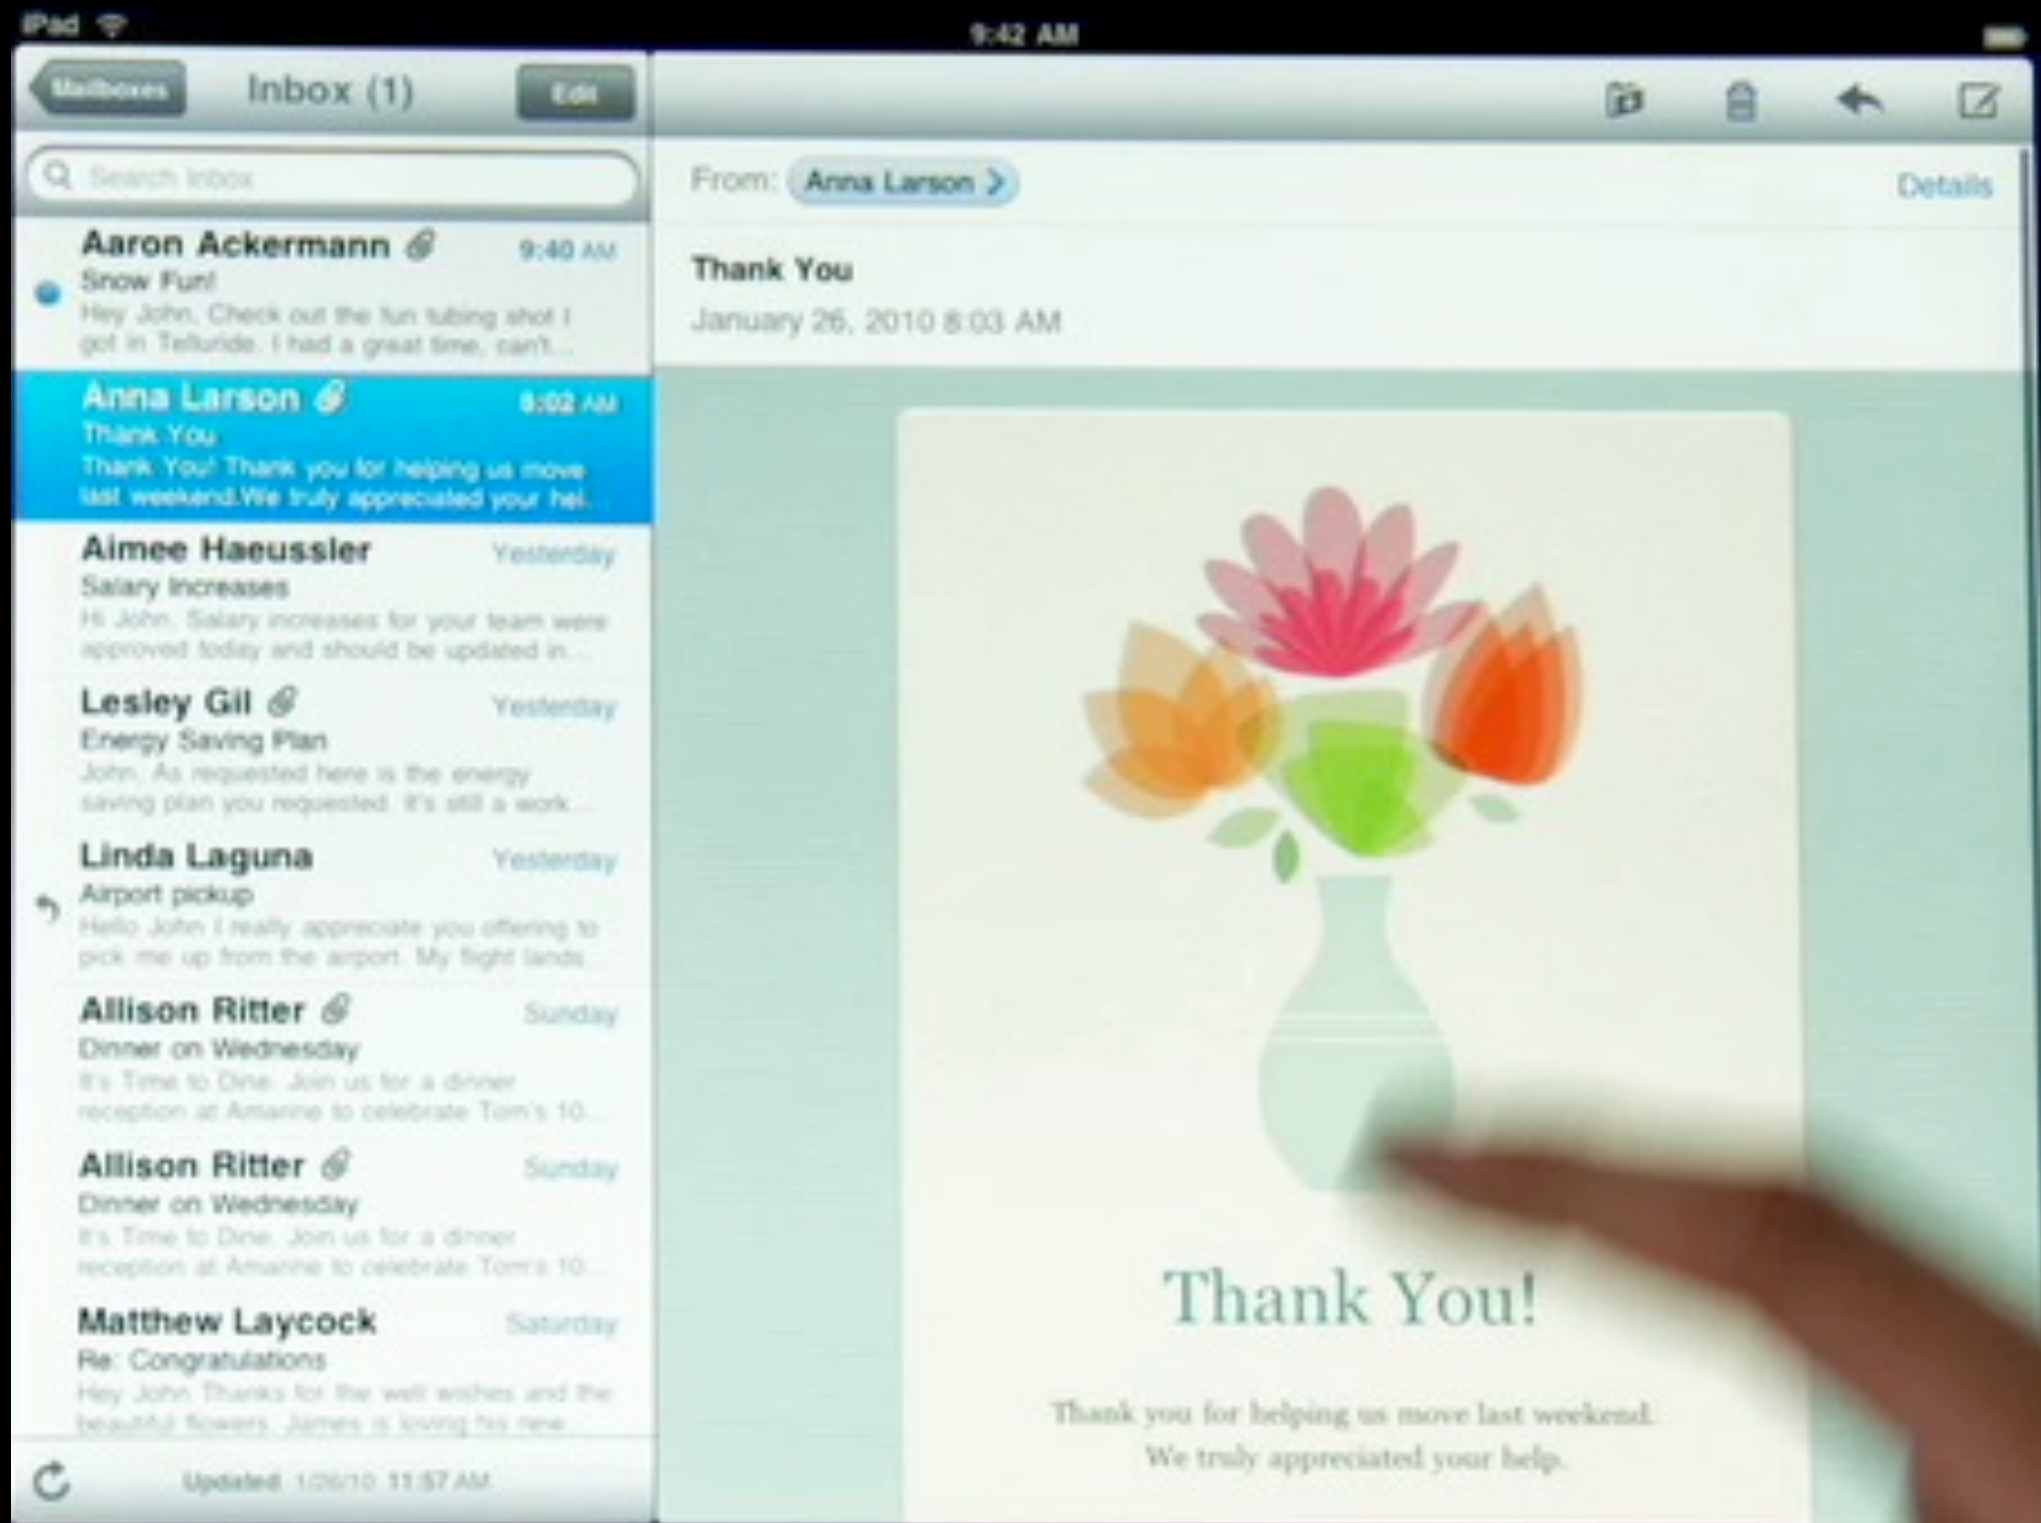 iPad
9:42 AM
Mailboxes
Inbox (1)
Edit
Search Inbox
Aaron Ackermann
9:40 AM
Snow Fun!
Hey John, Check out the fun tubing shot I
got in Telluride. I had a great time, can't...
Anna Larson
8:02 AM
Thank You
Thank You! Thank you for helping us move
last weekend.We truly appreciated your hel...
Aimee Haeussler
Yesterday
Salary Increases
Hi John, Salary increases for your team were
approved today and should be updated in...
Lesley Gil
Yesterday
Energy Saving Plan
John, As requested here is the energy
saving plan you requested. It's still a work...
Linda Laguna
Yesterday
Airport pickup
Hello John I really appreciate you offering to
pick me up from the airport. My flight lands...
Allison Ritter
Sunday
Dinner on Wednesday
It's Time to Dine. Join us for a dinner
reception at Amanne to celebrate Tom's 10...
Allison Ritter
Sunday
Dinner on Wednesday
It's Time to Dine. Join us for a dinner
reception at Amanne to celebrate Tom's 10...
Matthew Laycock
Saturday
Re: Congratulations
Hey John Thanks for the well wishes and the
beautiful flowers. James is loving his new
Updated 1/26/10 11:57 AM
From: Anna Larson
Details
Thank You
January 26, 2010 8:03 AM
Thank You!
Thank you for helping us move last weekend.
We truly appreciated your help.